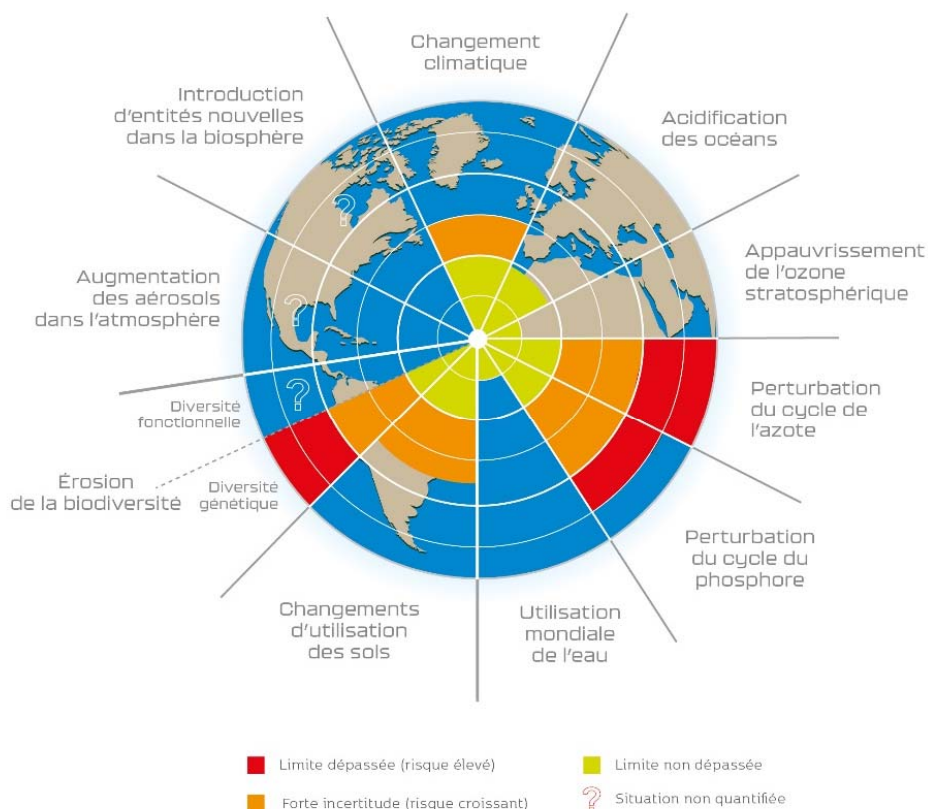 Changement
climatique
Introduction
d'entités nouvelles
dans la biosphère
Acidification
des océans
?
Augmentation
des aérosols
dans l'atmosphère
?
Appauvrissement
de l'ozone
stratosphérique
?
Diversité
fonctionnelle
Perturbation
du cycle de
l'azote
Érosion
de la biodiversité
Diversité
génétique
Perturbation
du cycle du
phosphore
Changements
d'utilisation
des sols
Utilisation
mondiale
de l'eau
Limite dépassée (risque élevé)
Limite non dépassée
Forte incertitude (risque croissant)
? Situation non quantifiée